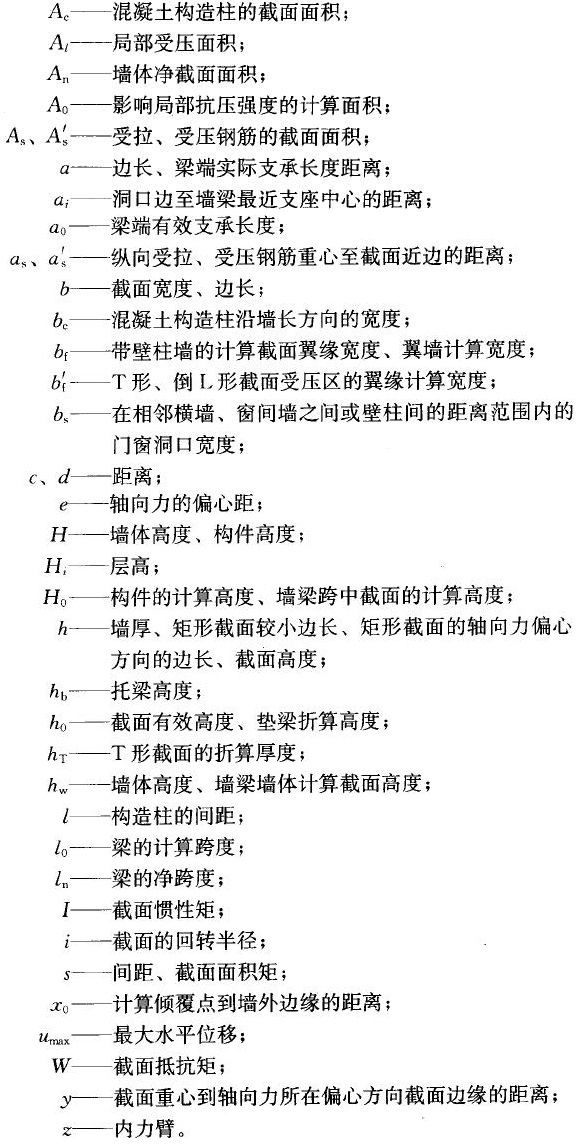 A_c——混凝土构造柱的截面面积；
A_l——局部受压面积；
A_n——墙体净截面面积；
A_0——影响局部抗压强度的计算面积；
A_s、A′_s——受拉、受压钢筋的截面面积；
a——边长、梁端实际支承长度距离；
a_i——洞口边至墙梁最近支座中心的距离；
a_0——梁端有效支承长度；
a_s、a′_s——纵向受拉、受压钢筋重心至截面近边的距离；
b——截面宽度、边长；
b_c——混凝土构造柱沿墙长方向的宽度；
b_f——带壁柱墙的计算截面翼缘宽度、翼墙计算宽度；
b′_f——T形、倒L形截面受压区的翼缘计算宽度；
b_s——在相邻横墙、窗间墙之间或壁柱间的距离范围内的
门窗洞口宽度；
c、d——距离；
e——轴向力的偏心距；
H——墙体高度、构件高度；
H_i——层高；
H_0——构件的计算高度、墙梁跨中截面的计算高度；
h——墙厚、矩形截面较小边长、矩形截面的轴向力偏心
方向的边长、截面高度；
h_b——托梁高度；
h_0——截面有效高度、垫梁折算高度；
h_T——T形截面的折算厚度；
h_w——墙体高度、墙梁墙体计算截面高度；
l——构造柱的间距；
l_0——梁的计算跨度；
l_n——梁的净跨度；
I——截面惯性矩；
i——截面的回转半径；
s——间距、截面面积矩；
x_0——计算倾覆点到墙外边缘的距离；
u_max——最大水平位移；
W——截面抵抗矩；
y——截面重心到轴向力所在偏心方向截面边缘的距离；
z——内力臂。